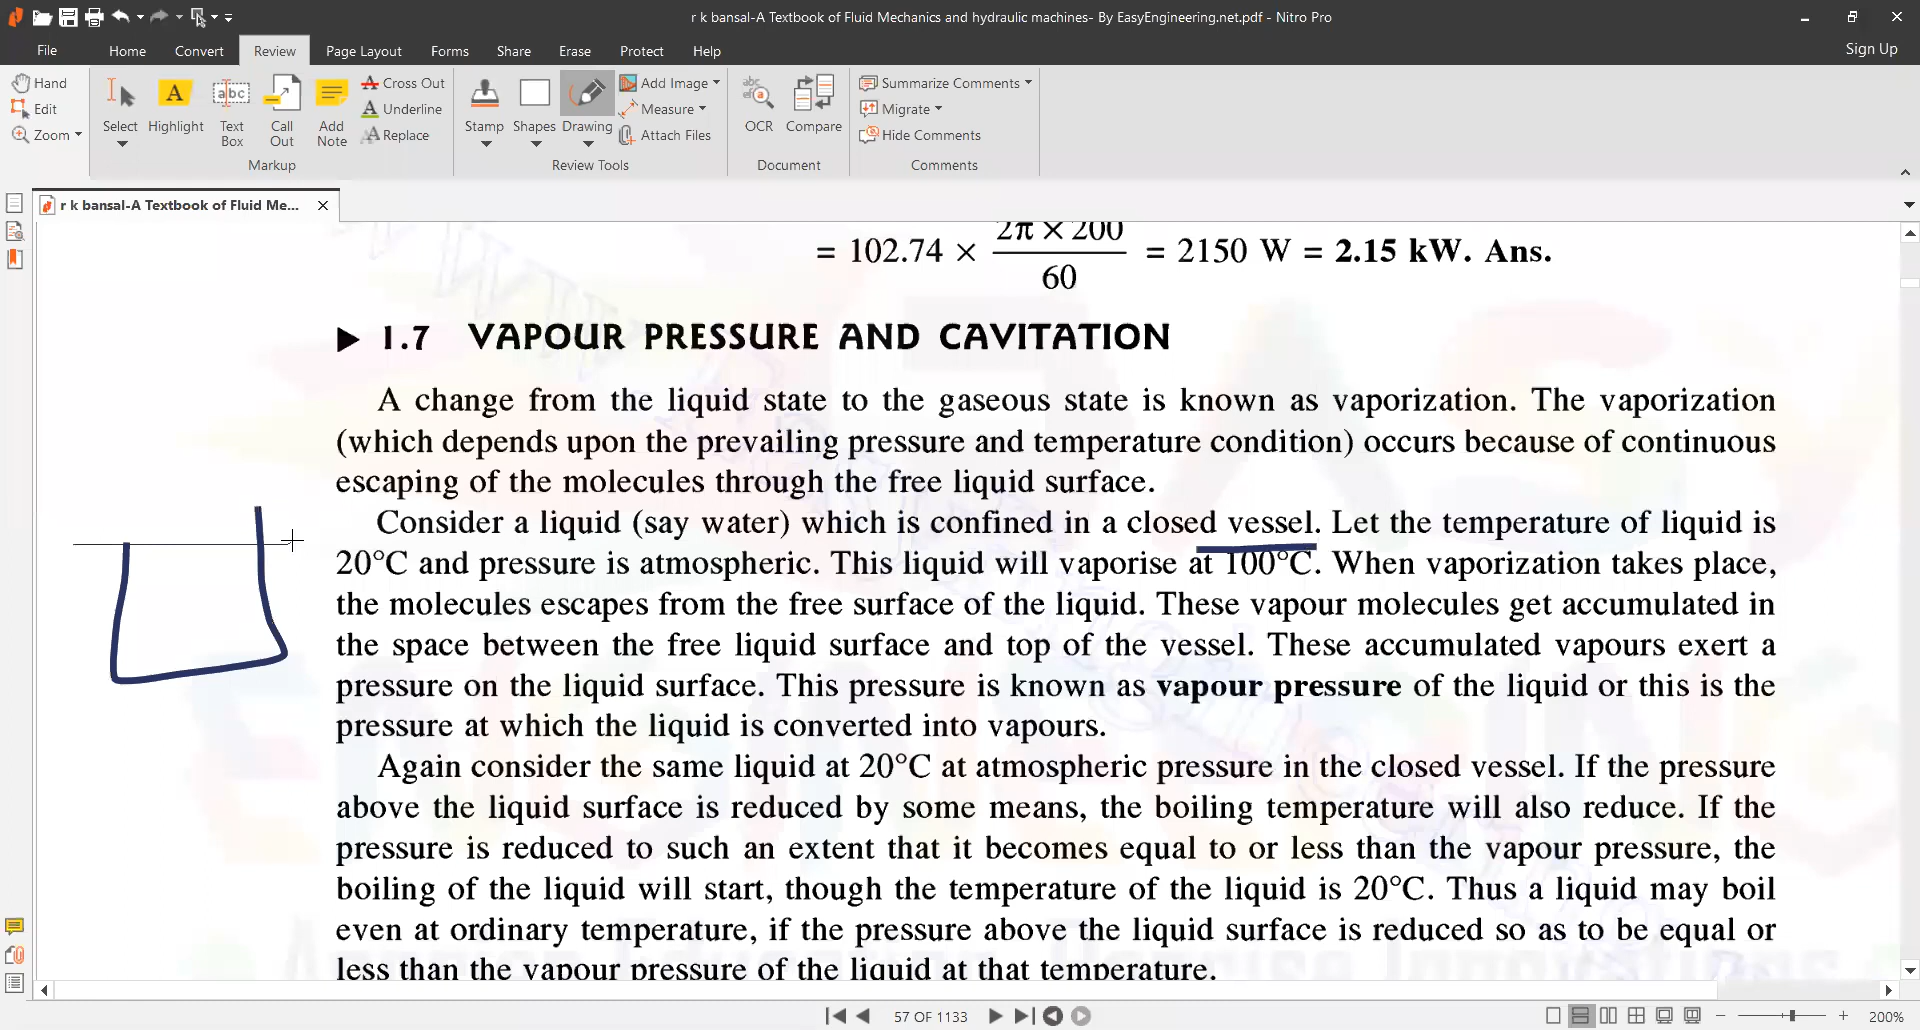 r k bansal-A Textbook of Fluid Mechanics and hydraulic machines- By EasyEngineering.net.pdf - Nitro Pro
File Home Convert Review Page Layout Forms Share Erase Protect Help Sign Up
Hand
Edit
Zoom
Select
Highlight
Text Box
Call Out
Add Note
Cross Out
Underline
Replace
Markup
Stamp
Shapes
Drawing
Add Image
Measure
Attach Files
Review Tools
OCR
Compare
Document
Summarize Comments
Migrate
Hide Comments
Comments
r k bansal-A Textbook of Fluid Me...
= 102.74 × 2π × 200 / 60 = 2150 W = 2.15 kW. Ans.
1.7 VAPOUR PRESSURE AND CAVITATION
A change from the liquid state to the gaseous state is known as vaporization. The vaporization
(which depends upon the prevailing pressure and temperature condition) occurs because of continuous
escaping of the molecules through the free liquid surface.
Consider a liquid (say water) which is confined in a closed vessel. Let the temperature of liquid is
20°C and pressure is atmospheric. This liquid will vaporise at 100°C. When vaporization takes place,
the molecules escapes from the free surface of the liquid. These vapour molecules get accumulated in
the space between the free liquid surface and top of the vessel. These accumulated vapours exert a
pressure on the liquid surface. This pressure is known as vapour pressure of the liquid or this is the
pressure at which the liquid is converted into vapours.
Again consider the same liquid at 20°C at atmospheric pressure in the closed vessel. If the pressure
above the liquid surface is reduced by some means, the boiling temperature will also reduce. If the
pressure is reduced to such an extent that it becomes equal to or less than the vapour pressure, the
boiling of the liquid will start, though the temperature of the liquid is 20°C. Thus a liquid may boil
even at ordinary temperature, if the pressure above the liquid surface is reduced so as to be equal or
less than the vapour pressure of the liquid at that temperature.
57 OF 1133
200%